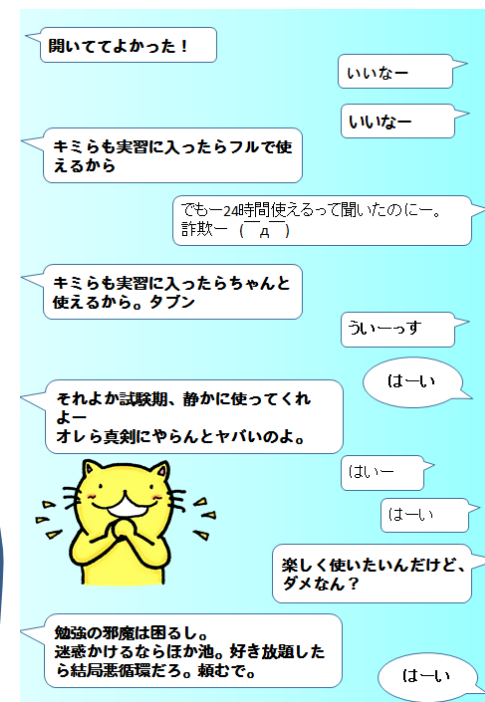 開いててよかった！
いいなー
いいなー
キミらも実習に入ったらフルで使
えるから
でもー24時間使えるって聞いたのにー。
詐欺ー（￣д￣）
キミらも実習に入ったらちゃんと
使えるから。タブン
ういーっす
はーい
それよか試験期、静かに使ってくれ
よー
オレら真剣にやらんとヤバいのよ。
はいー
はーい
楽しく使いたいんだけど、
ダメなん？
勉強の邪魔は困るし。
迷惑かけるならほか池。好き放題した
ら結局悪循環だろ。頼むで。
はーい